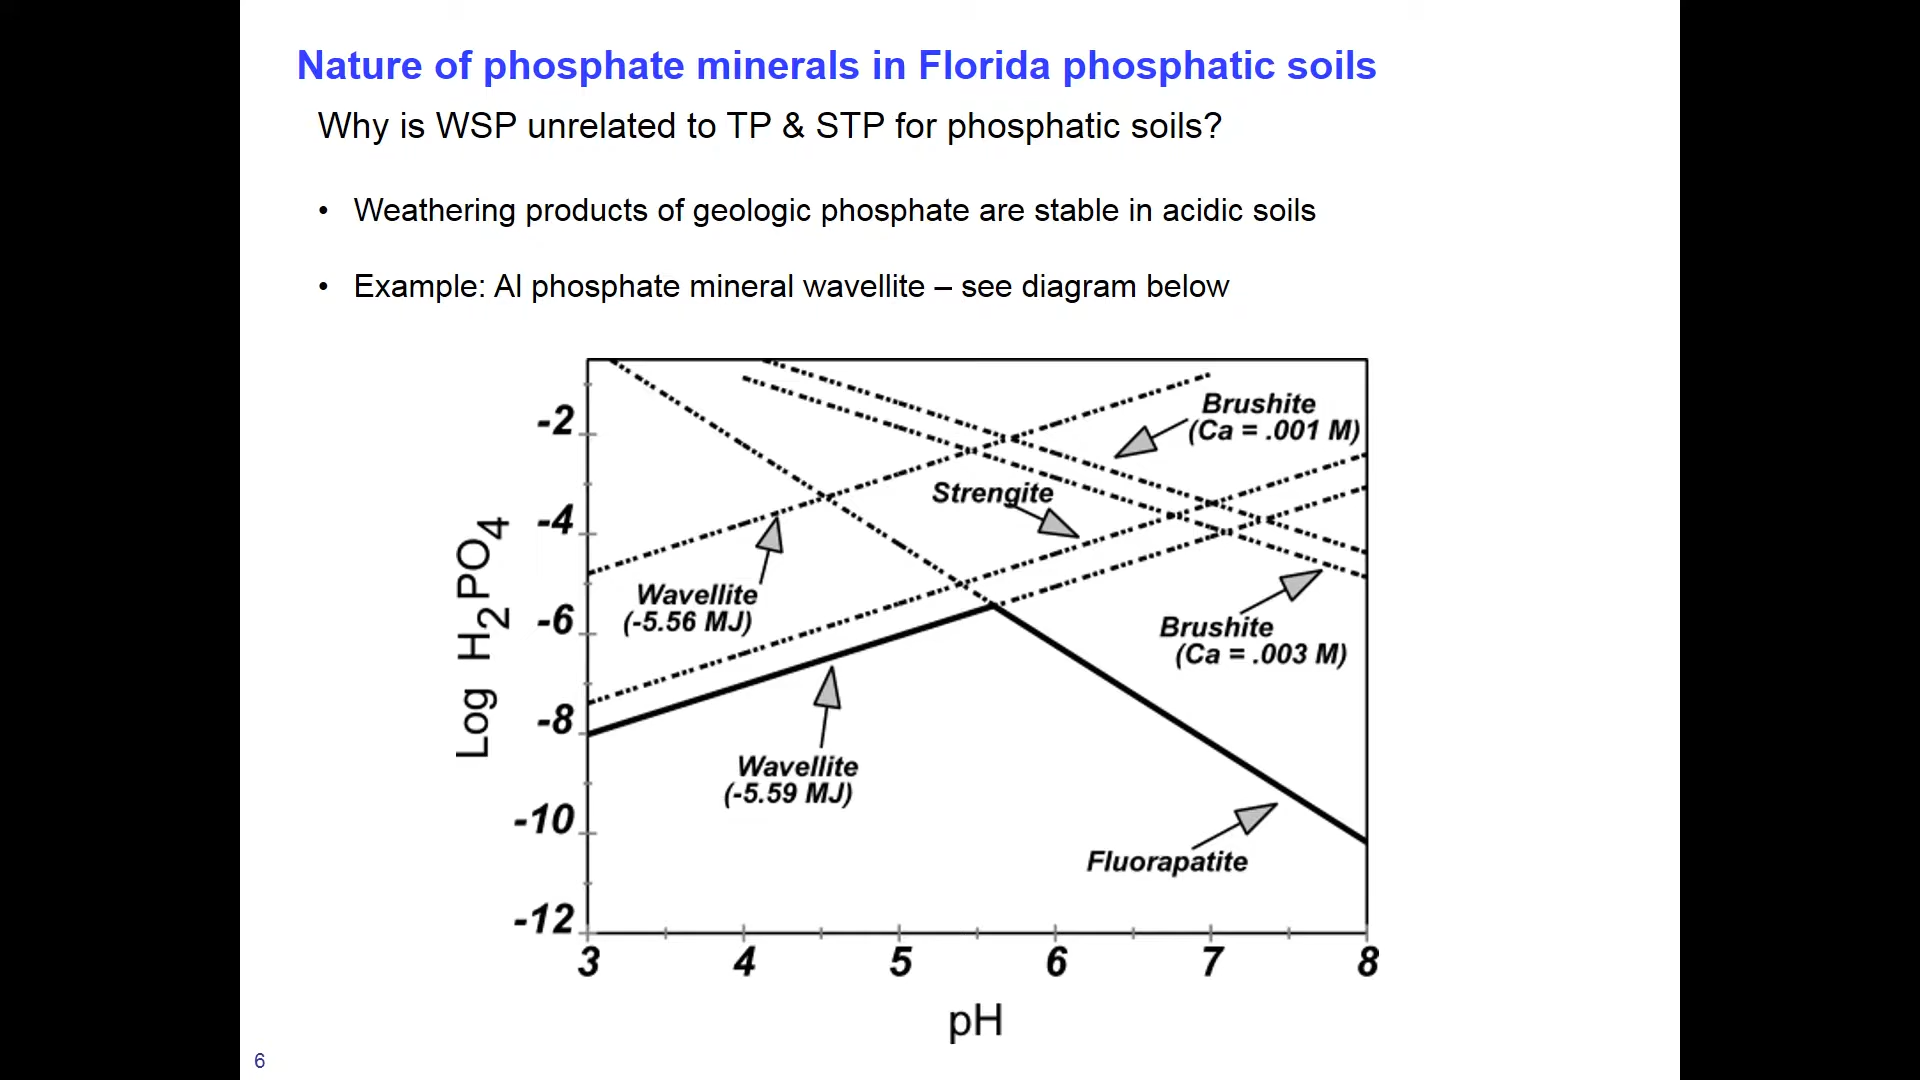 Nature of phosphate minerals in Florida phosphatic soils
Why is WSP unrelated to TP & STP for phosphatic soils?
• Weathering products of geologic phosphate are stable in acidic soils
• Example: Al phosphate mineral wavellite – see diagram below
Log H2PO4
-2
-4
-6
-8
-10
-12
Brushite
(Ca = .001 M)
Strengite
Wavellite
(-5.56 MJ)
Brushite
(Ca = .003 M)
Wavellite
(-5.59 MJ)
Fluorapatite
3 4 5 6 7 8
pH
6